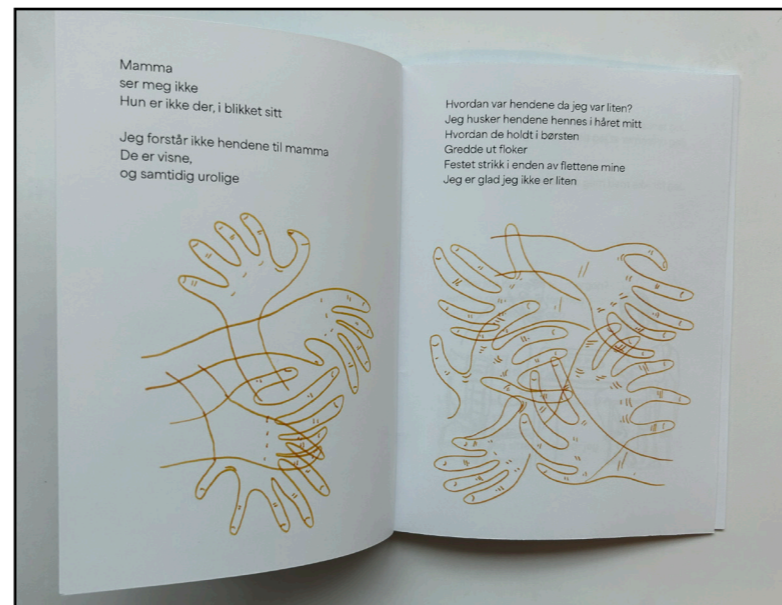 Mamma
ser meg ikke
Hun er ikke der, i blikket sitt
Jeg forstår ikke hendene til mamma
De er visne,
og samtidig urolige
Hvordan var hendene da jeg var liten?
Jeg husker hendene hennes i håret mitt
Hvordan de holdt i børsten
Gredde ut floker
Festet strikk i enden av flettene mine
Jeg er glad jeg ikke er liten